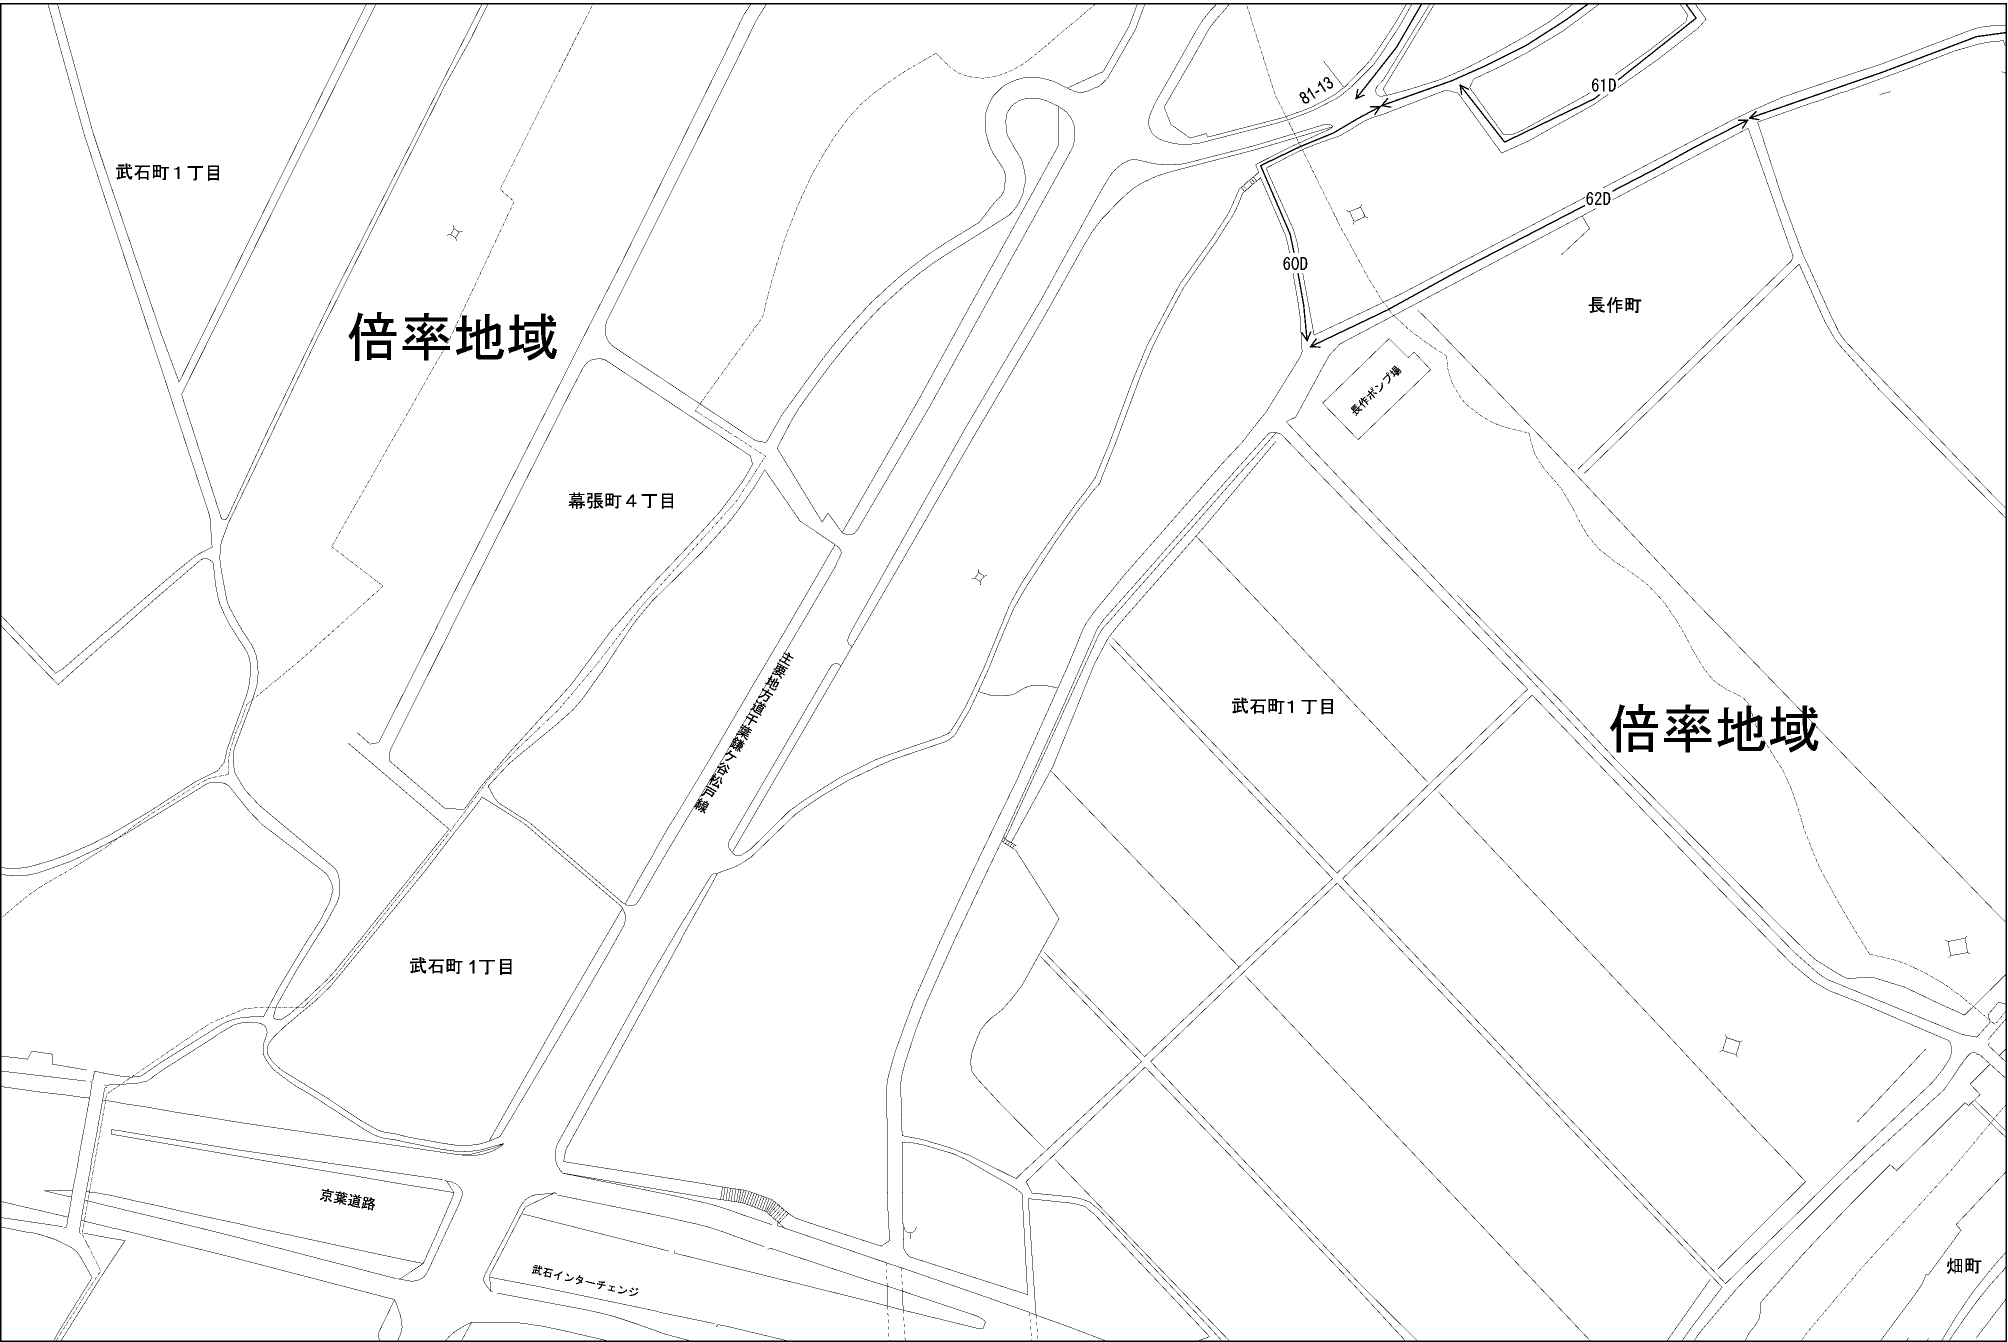 81-13
61D
武石町１丁目
62D
60D
長作町
倍率地域
長作ポンプ場
幕張町４丁目
主要地方道千葉鎌ケ谷松戸線
武石町１丁目
倍率地域
武石町１丁目
京葉道路
武石インターチェンジ
畑町